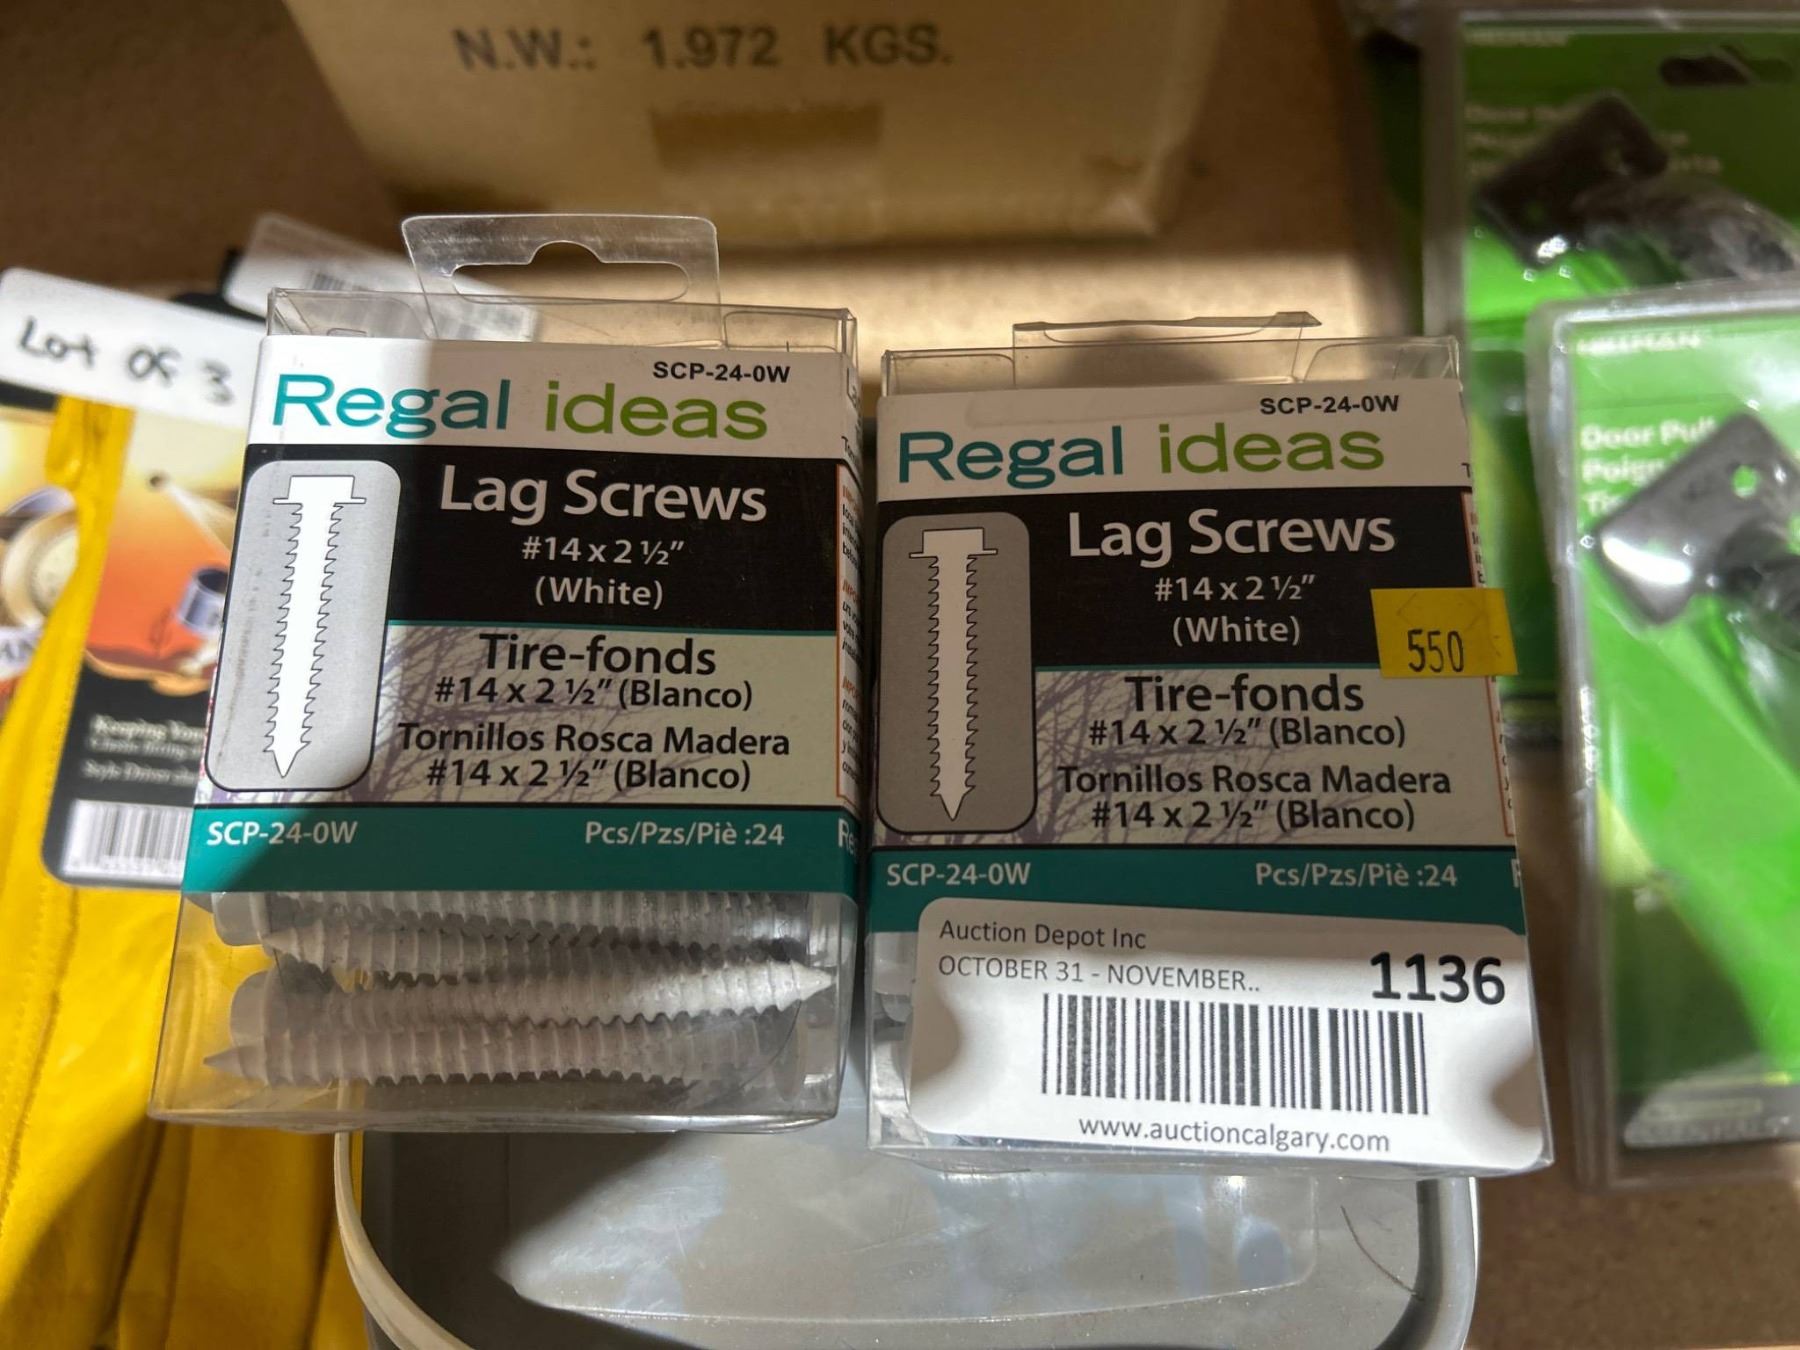 N.W.: 1.972 KGS.
Lot Of 3
SCP-24-0W
Regal ideas
Lag Screws
#14 x 2 ½"
(White)
Tire-fonds
#14 x 2 ½" (Blanco)
Tornillos Rosca Madera
#14 x 2 ½" (Blanco)
SCP-24-0W Pcs/Pzs/Piè :24
SCP-24-0W
Regal ideas
Lag Screws
#14 x 2 ½"
(White)
550
Tire-fonds
#14 x 2 ½" (Blanco)
Tornillos Rosca Madera
#14 x 2 ½" (Blanco)
SCP-24-0W Pcs/Pzs/Piè :24
Auction Depot Inc
OCTOBER 31 - NOVEMBER..
1136
www.auctioncalgary.com
HILLMAN
Door Pull
Keeping